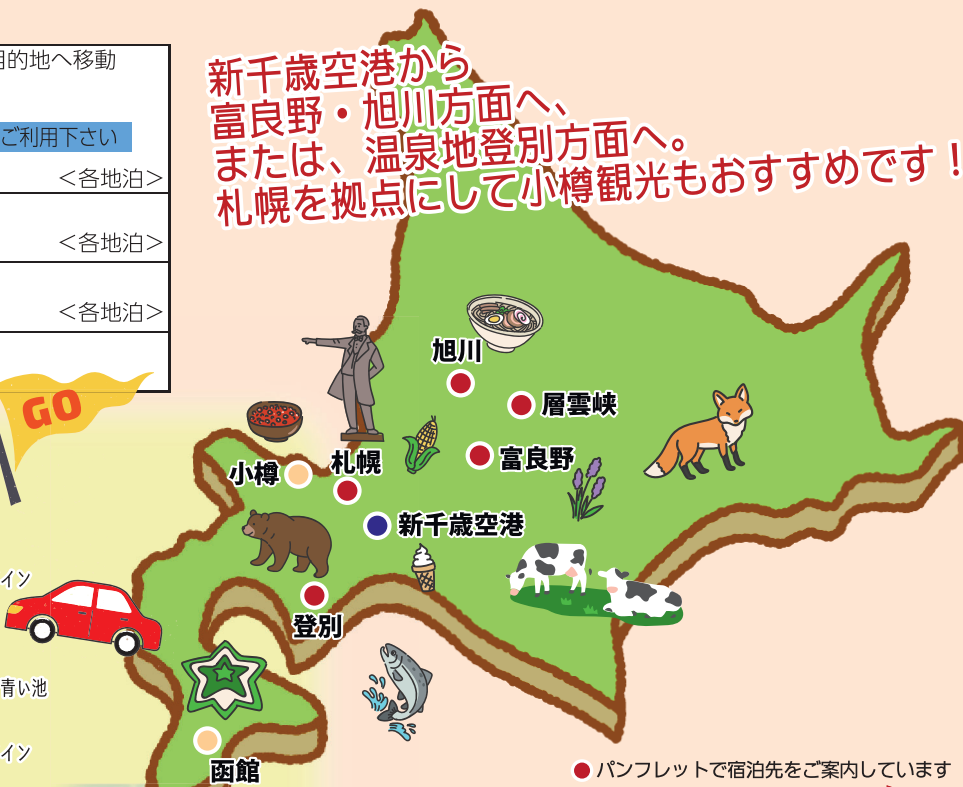 的地へ移動
ご利用下さい
＜各地泊＞
＜各地泊＞
＜各地泊＞
新千歳空港から
富良野・旭川方面へ、
または、温泉地登別方面へ。
札幌を拠点にして小樽観光もおすすめです！
GO
旭川
層雲峡
富良野
小樽
札幌
新千歳空港
登別
函館
イン
青い池
イン
パンフレットで宿泊先をご案内しています